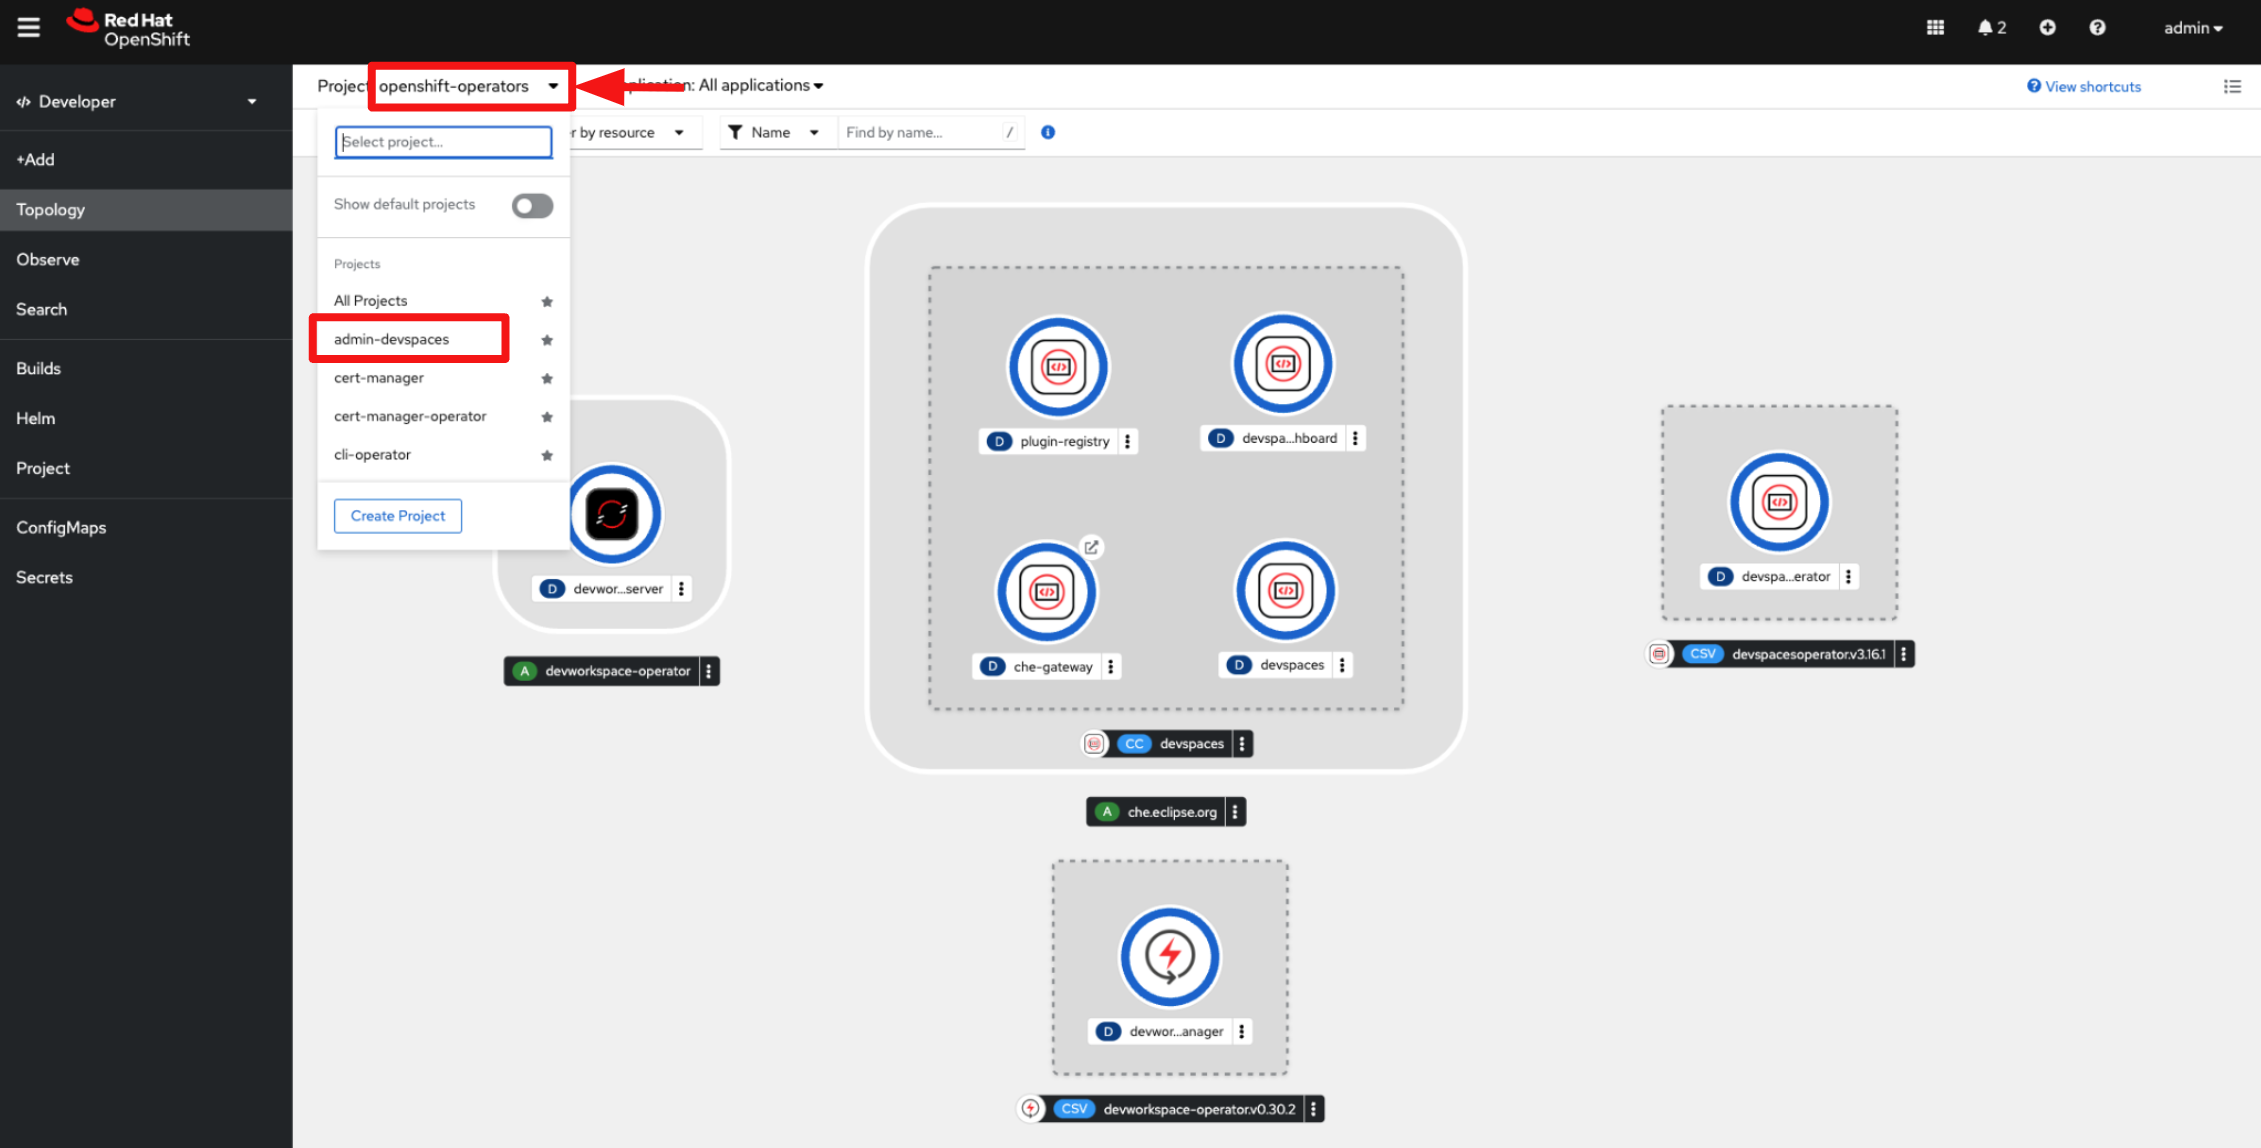 Red Hat
OpenShift
2
admin
Developer
+Add
Topology
Observe
Search
Builds
Helm
Project
ConfigMaps
Secrets
Project openshift-operators
plication: All applications
View shortcuts
Select project...
r by resource
Name
Find by name...
/
Show default projects
Projects
All Projects
admin-devspaces
cert-manager
cert-manager-operator
cli-operator
Create Project
D devwor...server
A devworkspace-operator
D plugin-registry
D devspa...hboard
D che-gateway
D devspaces
CC devspaces
A che.eclipse.org
D devspa...erator
CSV devspacesoperator.v3.16.1
D devwor...anager
CSV devworkspace-operator.v0.30.2